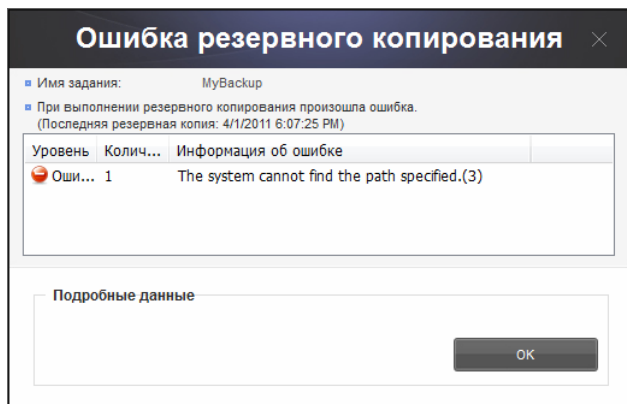 Ошибка резервного копирования
Имя задания: MyBackup
При выполнении резервного копирования произошла ошибка.
(Последняя резервная копия: 4/1/2011 6:07:25 PM)
Уровень Колич... Информация об ошибке
Оши... 1 The system cannot find the path specified.(3)
Подробные данные
OK